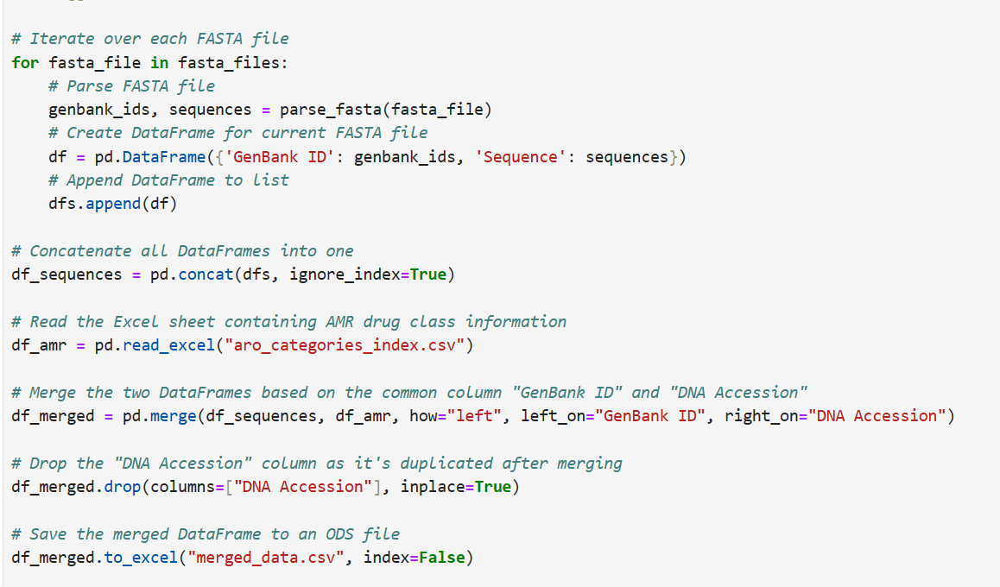 # Iterate over each FASTA file
for fasta_file in fasta_files:
    # Parse FASTA file
    genbank_ids, sequences = parse_fasta(fasta_file)
    # Create DataFrame for current FASTA file
    df = pd.DataFrame({'GenBank ID': genbank_ids, 'Sequence': sequences})
    # Append DataFrame to list
    dfs.append(df)

# Concatenate all DataFrames into one
df_sequences = pd.concat(dfs, ignore_index=True)

# Read the Excel sheet containing AMR drug class information
df_amr = pd.read_excel("aro_categories_index.csv")

# Merge the two DataFrames based on the common column "GenBank ID" and "DNA Accession"
df_merged = pd.merge(df_sequences, df_amr, how="left", left_on="GenBank ID", right_on="DNA Accession")

# Drop the "DNA Accession" column as it's duplicated after merging
df_merged.drop(columns=["DNA Accession"], inplace=True)

# Save the merged DataFrame to an ODS file
df_merged.to_excel("merged_data.csv", index=False)